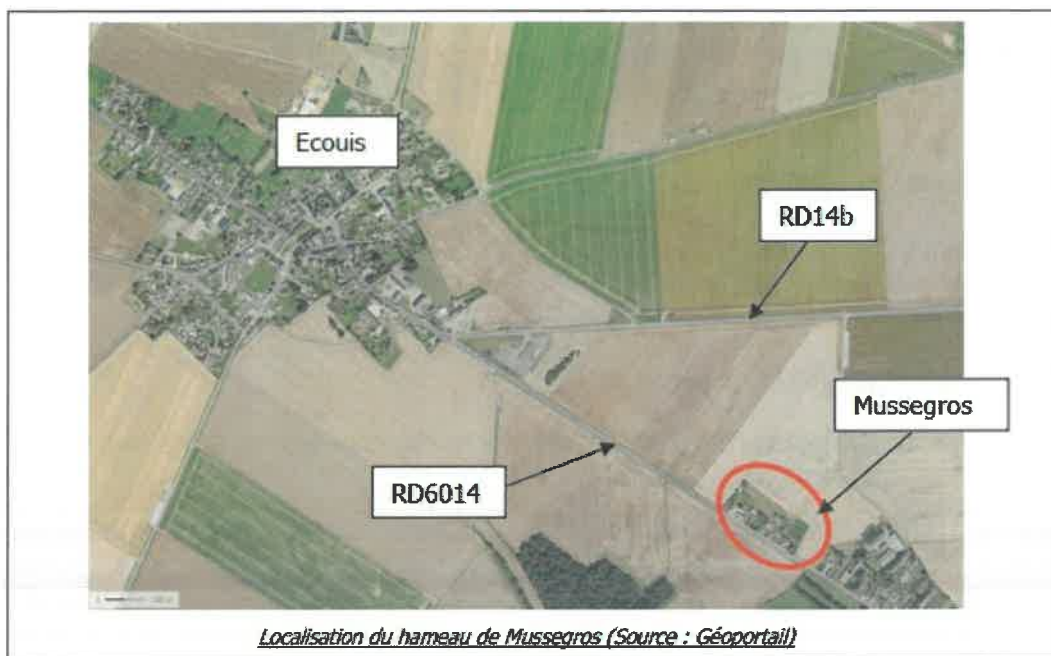 Ecouis
RD14b
Mussegros
RD6014
Localisation du hameau de Mussegros (Source : Géoportail)